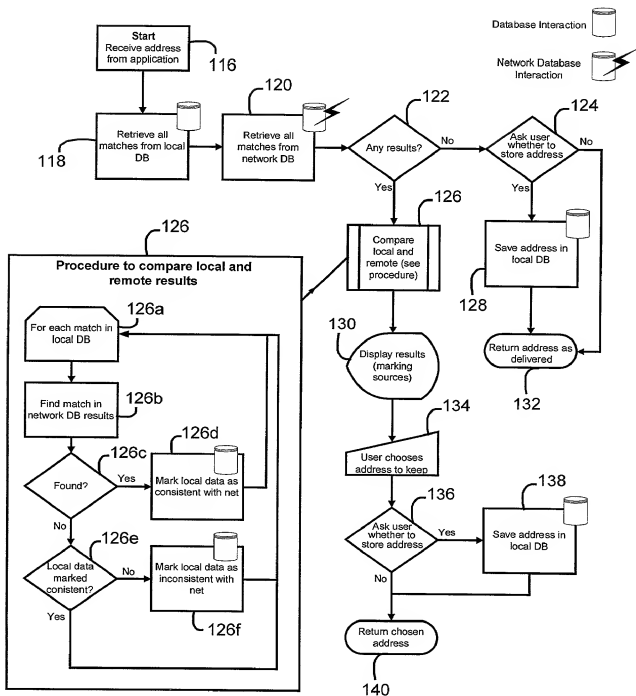 Database Interaction
Network Database
Interaction
Start
Receive address
from application
116
118
Retrieve all
matches from local
DB
120
Retrieve all
matches from
network DB
122
Any results?
No
Yes
124
Ask user
whether to
store address
No
Yes
126
Compare
local and
remote (see
procedure)
Save address in
local DB
128
Return address as
delivered
132
130
Display results
(marking
sources)
134
User chooses
address to keep
136
Ask user
whether to
store address
Yes
No
138
Save address in
local DB
Return chosen
address
140
126
Procedure to compare local and
remote results
126a
For each match in
local DB
126b
Find match in
network DB results
126c
Found?
Yes
No
126d
Mark local data as
consistent with net
126e
Local data
marked
conistent?
No
Yes
Mark local data as
inconsistent with
net
126f